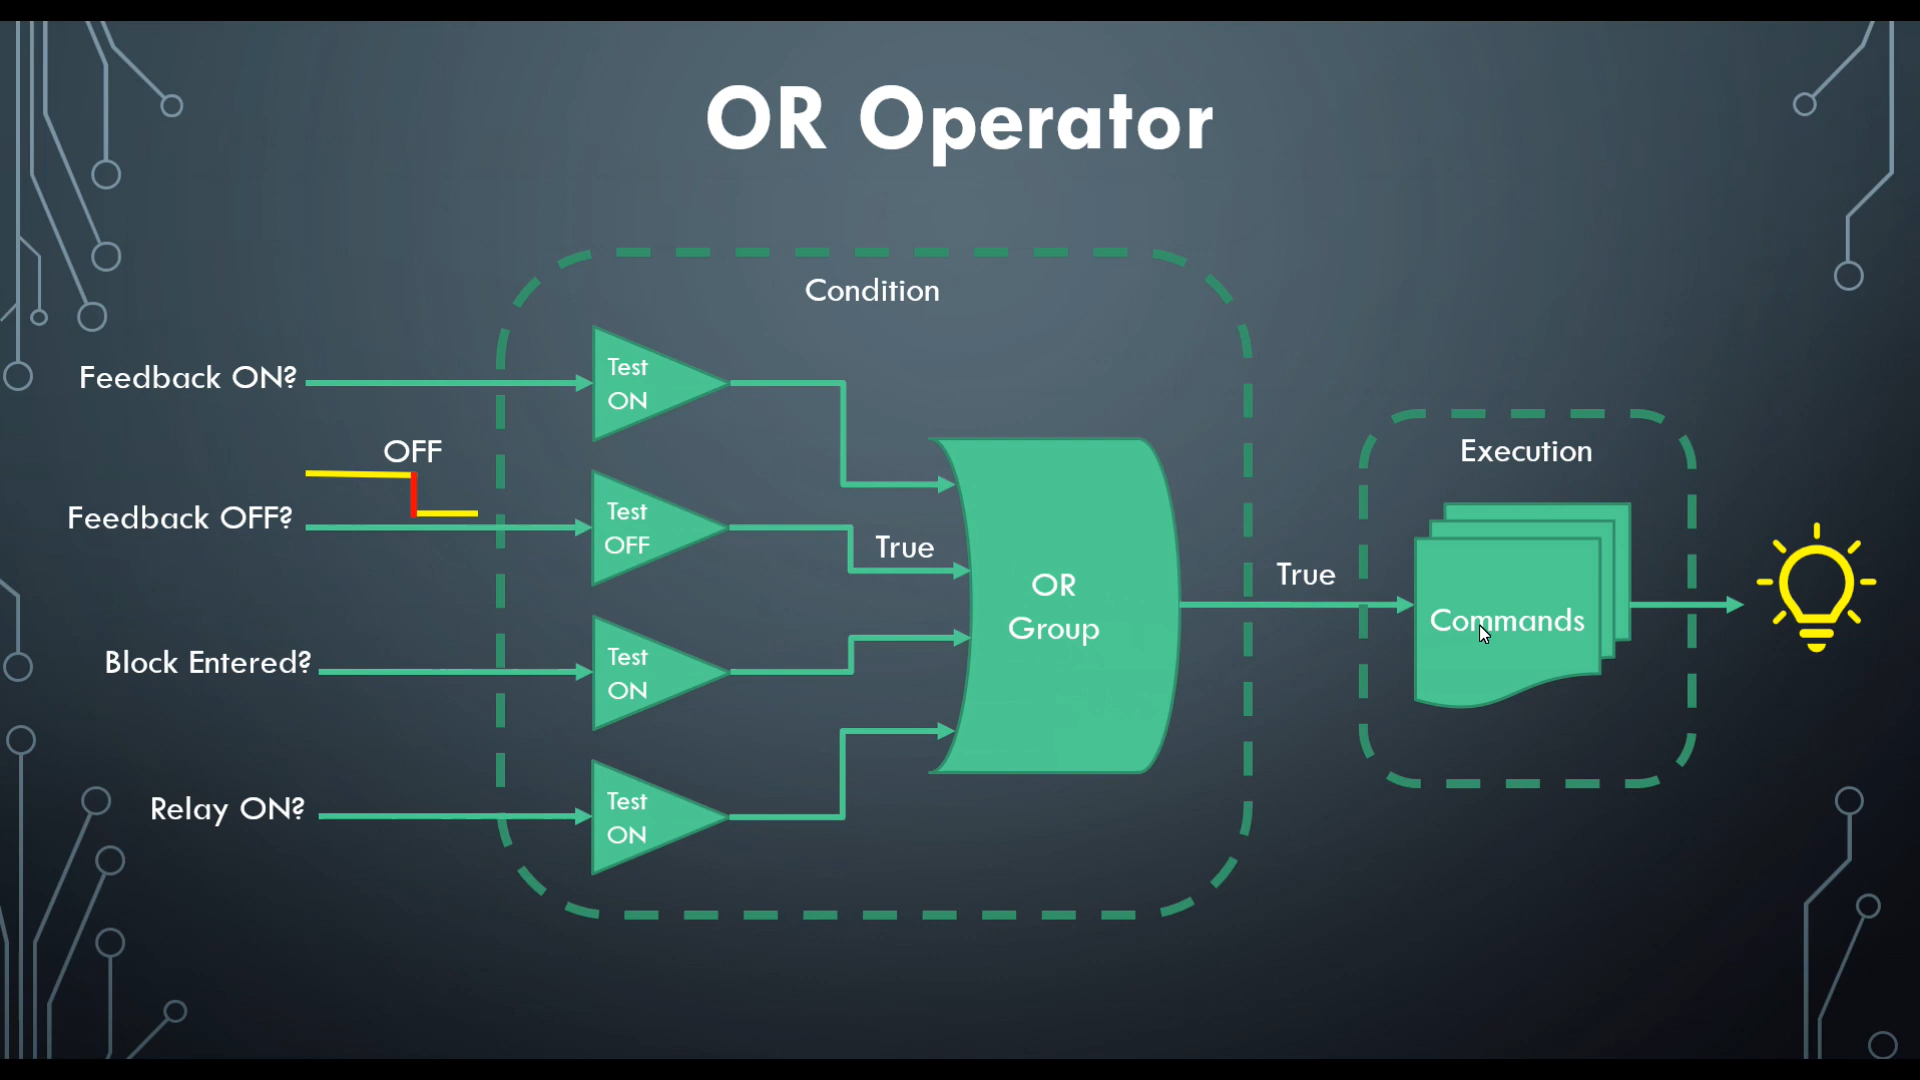 OR Operator
Condition
Feedback ON?
Test
ON
OFF
Feedback OFF?
Test
OFF
True
Block Entered?
Test
ON
Relay ON?
Test
ON
OR
Group
True
Execution
Commands